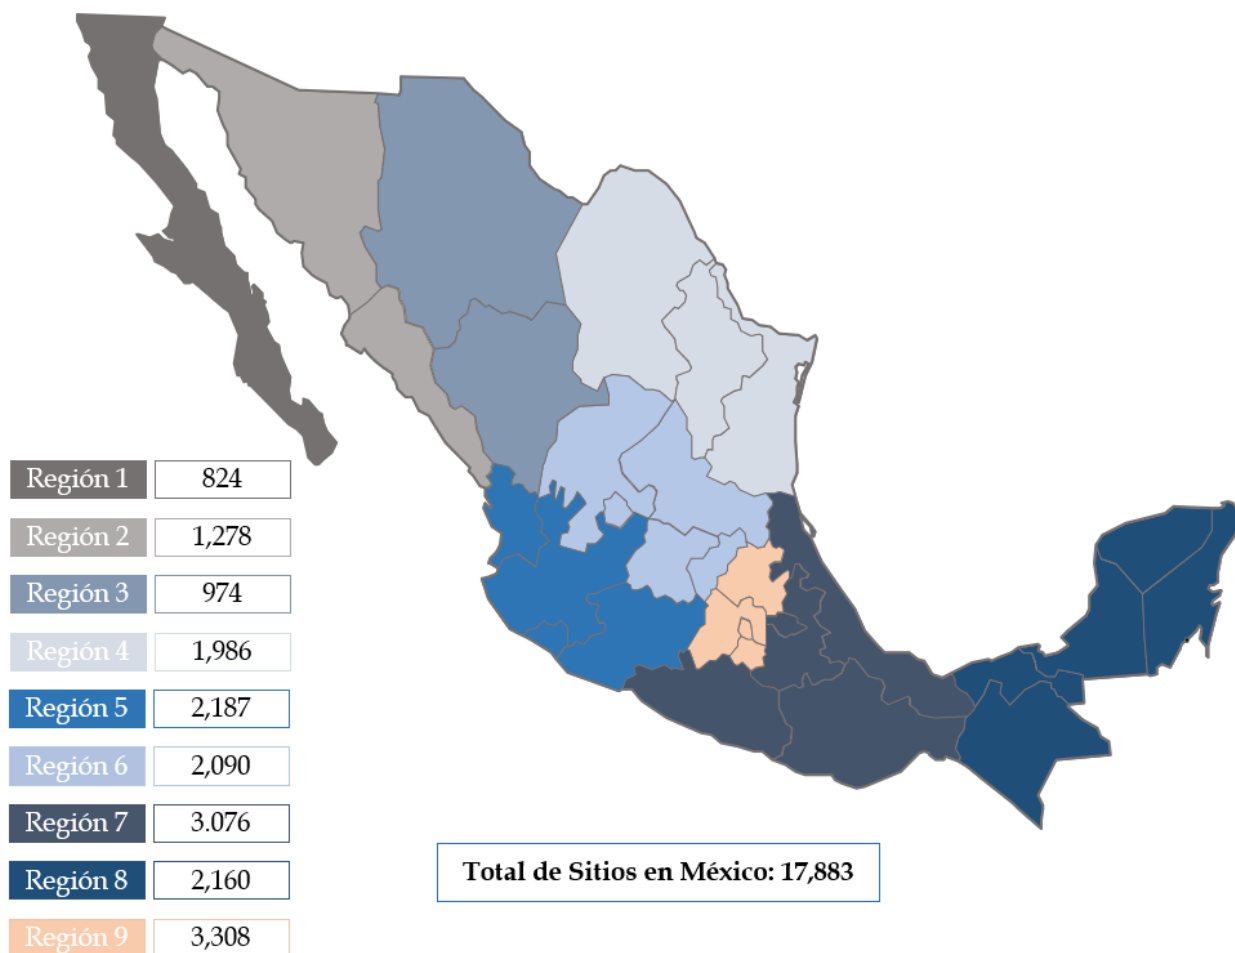 Región 1 824
Región 2 1,278
Región 3 974
Región 4 1,986
Región 5 2,187
Región 6 2,090
Región 7 3.076
Región 8 2,160
Región 9 3,308
Total de Sitios en México: 17,883